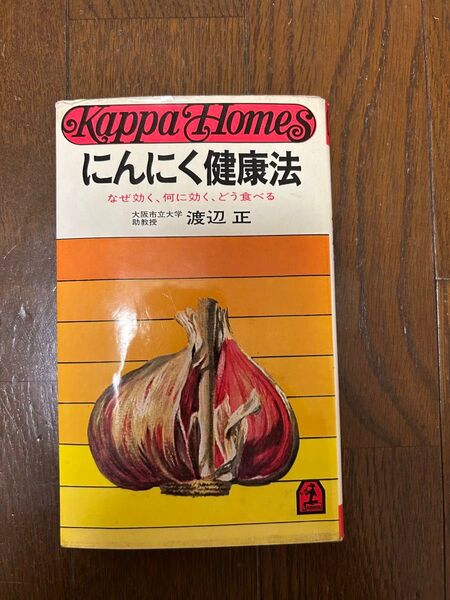 Kappa Homes
にんにく健康法
なぜ効く、何に効く、どう食べる
大阪市立大学
助教授 渡辺 正